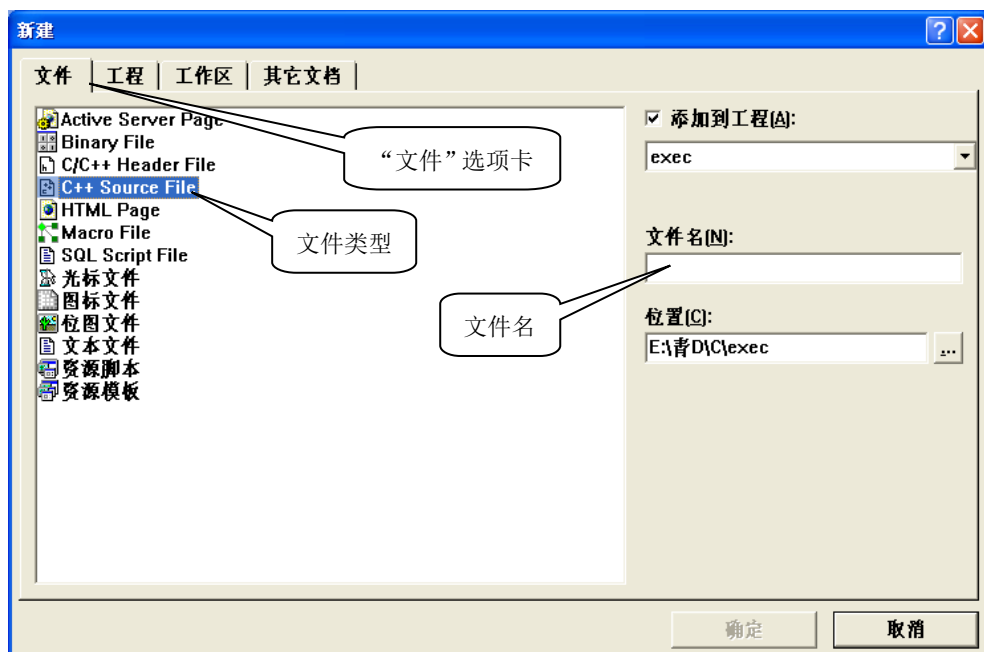 新建
文件 工程 工作区 其它文档
Active Server Page
Binary File
C/C++ Header File
C++ Source File
HTML Page
Macro File
SQL Script File
光标文件
图标文件
位图文件
文本文件
资源脚本
资源模板
“文件”选项卡
文件类型
文件名
添加到工程(A):
exec
文件名(N):
位置(C):
E:\青D\C\exec
...
确定
取消